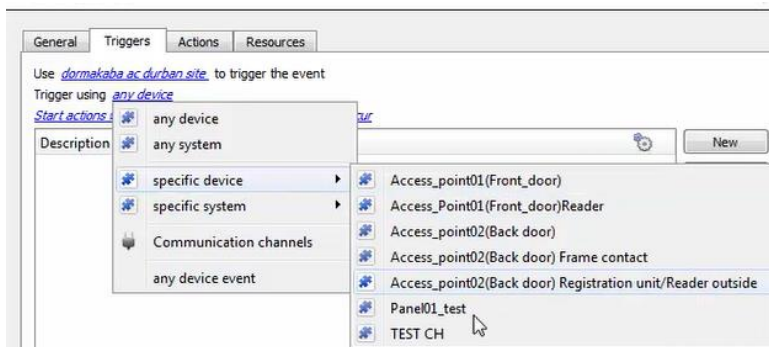 General Triggers Actions Resources
Use dormakaba ac durban site to trigger the event
Trigger using any device
Start actions
cur
Description
New
any device
any system
specific device
specific system
Communication channels
any device event
Access_point01(Front_door)
Access_Point01(Front_door)Reader
Access_point02(Back door)
Access_point02(Back door) Frame contact
Access_point02(Back door) Registration unit/Reader outside
Panel01_test
TEST CH